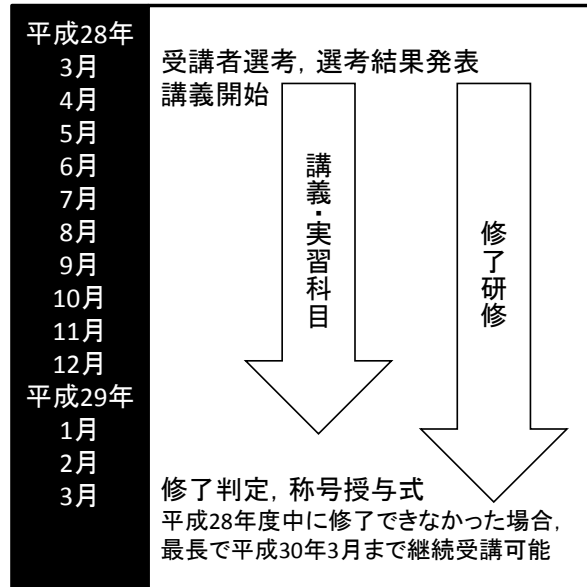 平成28年
3月
4月
5月
6月
7月
8月
9月
10月
11月
12月
平成29年
1月
2月
3月
受講者選考，選考結果発表
講義開始
講義・実習科目
修了研修
修了判定，称号授与式
平成28年度中に修了できなかった場合，
最長で平成30年3月まで継続受講可能